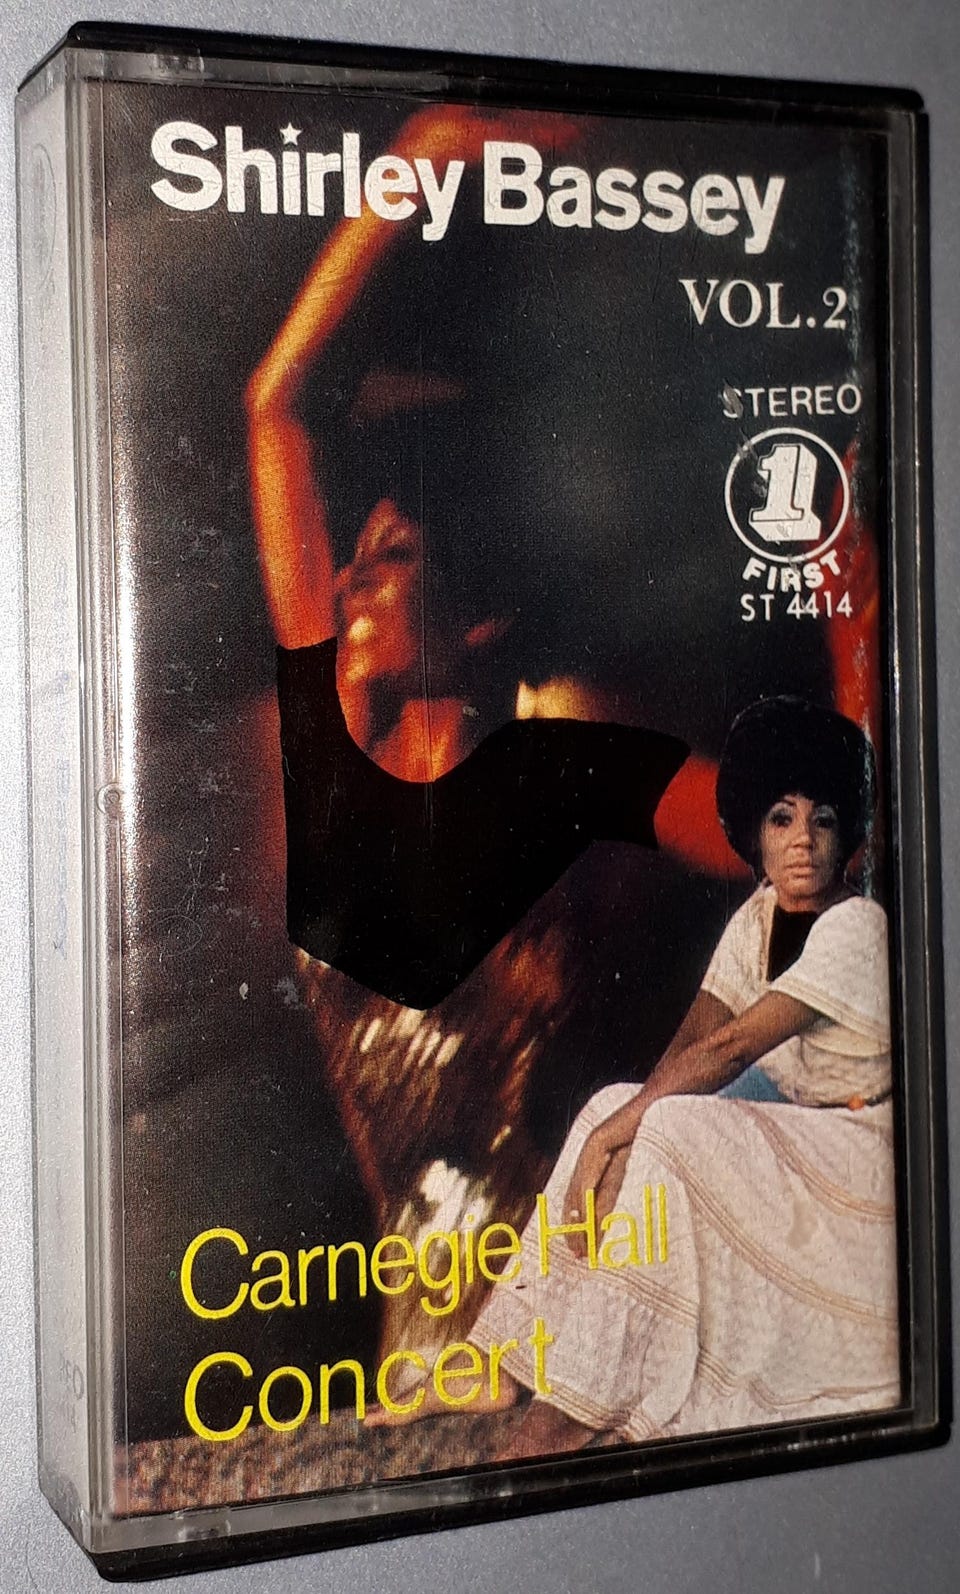 Shirley Bassey
VOL.2
STEREO
1
FIRST
ST 4414
Carnegie Hall
Concert